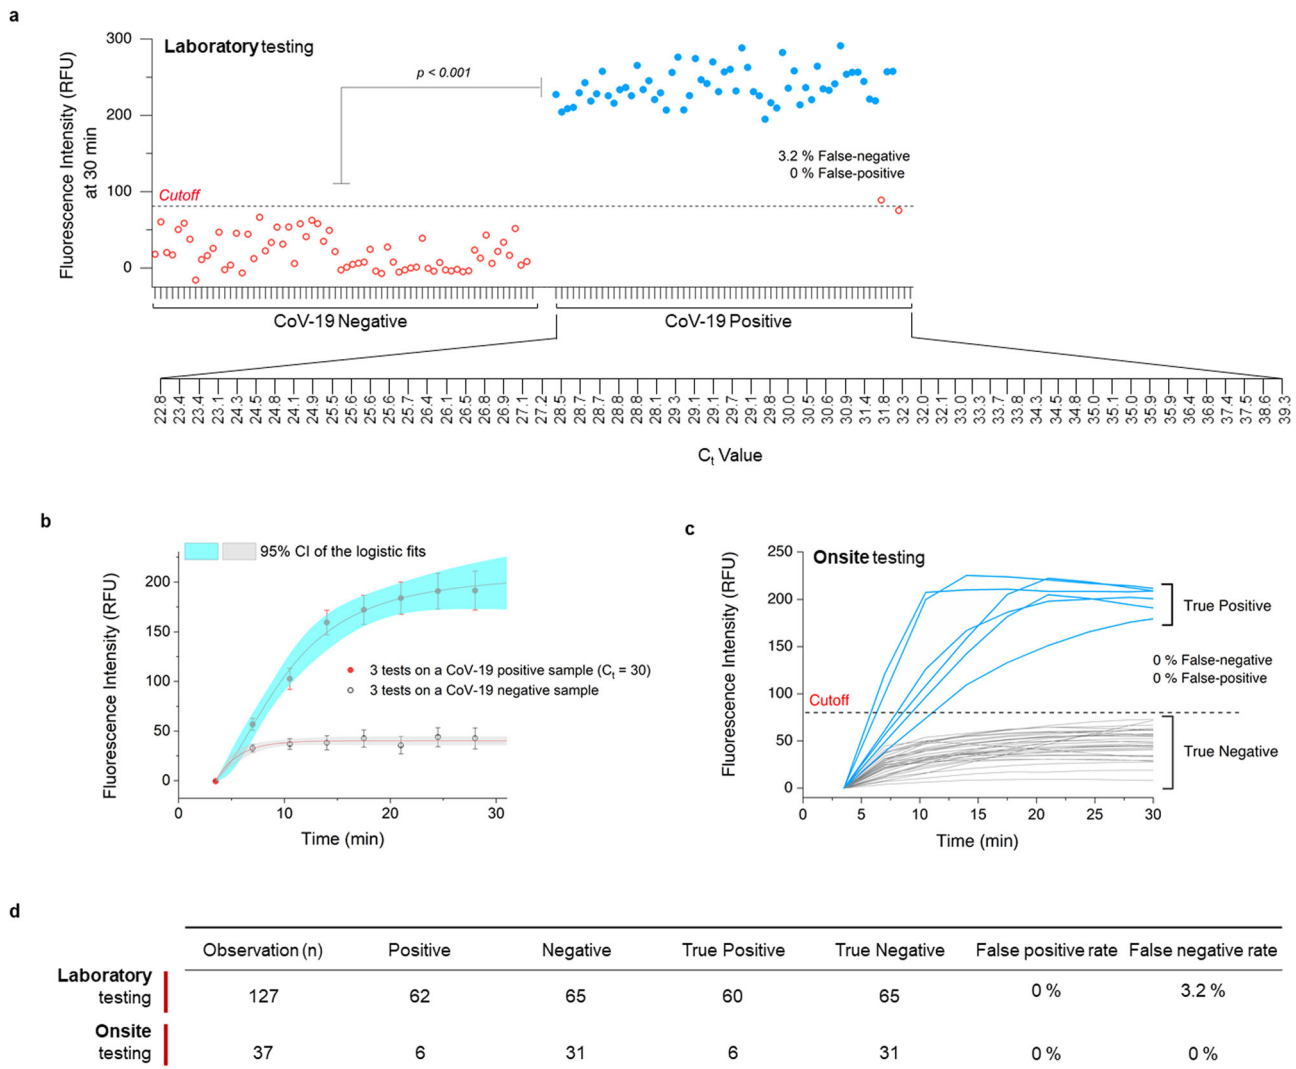 a
Laboratory testing
Fluorescence Intensity (RFU)
at 30 min
300
200
100
0
p < 0.001
Cutoff
3.2 % False-negative
0 % False-positive
CoV-19 Negative
CoV-19 Positive
22.8 23.4 23.4 23.1 24.3 24.5 24.8 24.1 24.9 25.5 25.6 25.6 25.6 25.7 26.4 26.1 26.5 26.8 26.9 27.1 27.2 28.5 28.7 28.7 28.8 28.8 28.1 29.3 29.1 29.1 29.7 29.1 29.8 30.0 30.5 30.6 30.9 31.4 31.8 32.3 32.0 32.1 33.0 33.3 33.7 33.8 34.3 34.5 34.8 35.0 35.1 35.0 35.9 35.9 36.4 36.8 37.4 37.5 38.6 39.3
Ct Value
b
95% CI of the logistic fits
Fluorescence Intensity (RFU)
200
150
100
50
0
3 tests on a CoV-19 positive sample (Ct = 30)
3 tests on a CoV-19 negative sample
0 10 20 30
Time (min)
c
Onsite testing
Fluorescence Intensity (RFU)
250
200
150
100
50
0
True Positive
0 % False-negative
0 % False-positive
Cutoff
True Negative
0 5 10 15 20 25 30
Time (min)
d
Observation (n) Positive Negative True Positive True Negative False positive rate False negative rate
Laboratory
testing 127 62 65 60 65 0 % 3.2 %
Onsite
testing 37 6 31 6 31 0 % 0 %